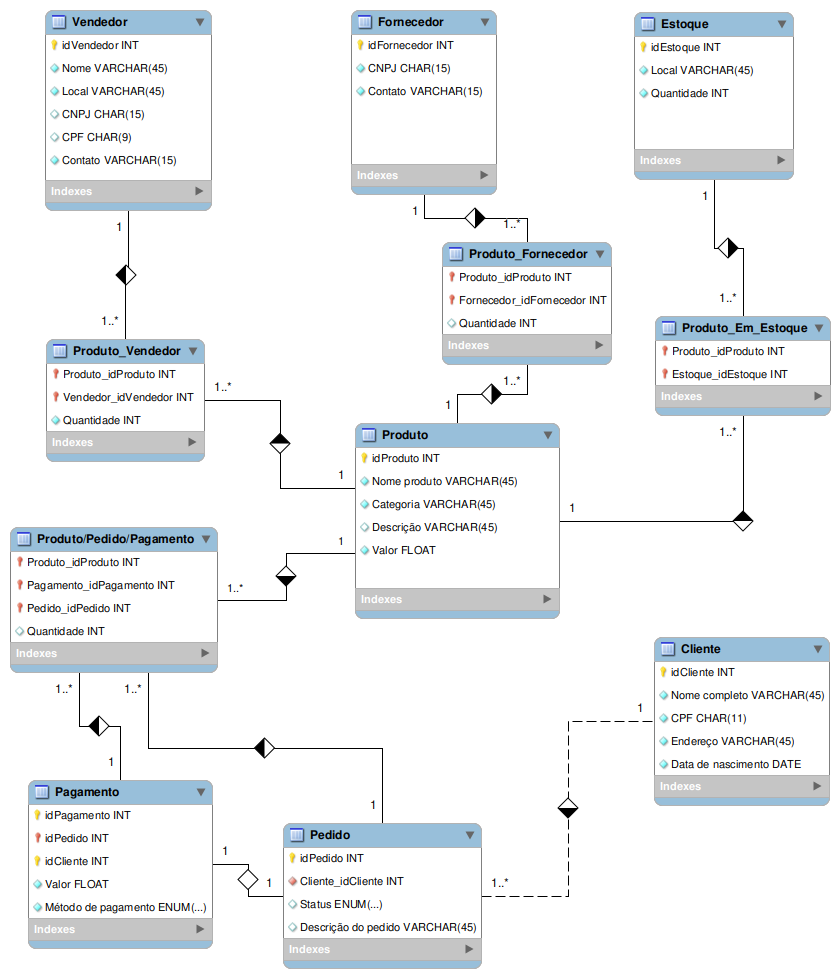 Vendedor
idVendedor INT
Nome VARCHAR(45)
Local VARCHAR(45)
CNPJ CHAR(15)
CPF CHAR(9)
Contato VARCHAR(15)
Indexes
Fornecedor
idFornecedor INT
CNPJ CHAR(15)
Contato VARCHAR(15)
Indexes
Estoque
idEstoque INT
Local VARCHAR(45)
Quantidade INT
Indexes
1
1..*
1
1..*
1
1..*
Produto_Fornecedor
Produto_idProduto INT
Fornecedor_idFornecedor INT
Quantidade INT
Indexes
Produto_Em_Estoque
Produto_idProduto INT
Estoque_idEstoque INT
Indexes
Produto_Vendedor
Produto_idProduto INT
Vendedor_idVendedor INT
Quantidade INT
Indexes
1..*
1
1..*
1
1..*
1
Produto
idProduto INT
Nome produto VARCHAR(45)
Categoria VARCHAR(45)
Descrição VARCHAR(45)
Valor FLOAT
Indexes
Produto/Pedido/Pagamento
Produto_idProduto INT
Pagamento_idPagamento INT
Pedido_idPedido INT
Quantidade INT
Indexes
1
1..*
1..*
1..*
1
1
Cliente
idCliente INT
Nome completo VARCHAR(45)
CPF CHAR(11)
Endereço VARCHAR(45)
Data de nascimento DATE
Indexes
1
1..*
Pagamento
idPagamento INT
idPedido INT
idCliente INT
Valor FLOAT
Método de pagamento ENUM(...)
Indexes
1
1
Pedido
idPedido INT
Cliente_idCliente INT
Status ENUM(...)
Descrição do pedido VARCHAR(45)
Indexes